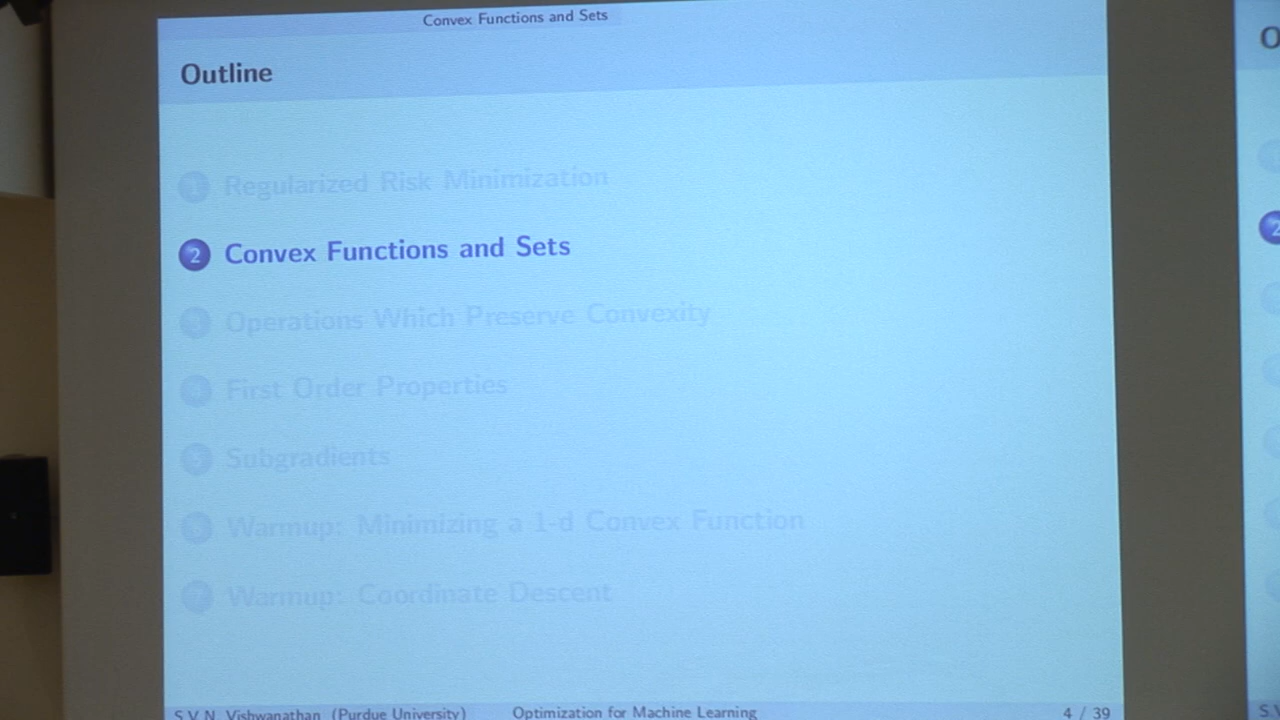 Convex Functions and Sets
Outline
1 Regularized Risk Minimization
2 Convex Functions and Sets
3 Operations Which Preserve Convexity
4 First Order Properties
5 Subgradients
6 Warmup: Minimizing a 1-d Convex Function
7 Warmup: Coordinate Descent
S.V.N. Vishwanathan (Purdue University) Optimization for Machine Learning 4 / 39
O
2
S.V